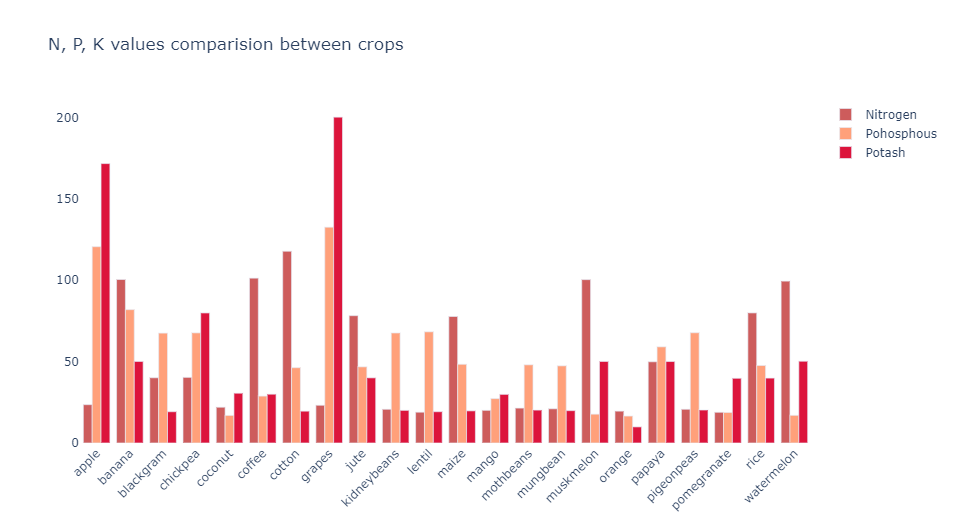 N, P, K values comparision between crops
200
150
100
50
0
Nitrogen
Pohosphous
Potash
apple
banana
blackgram
chickpea
coconut
coffee
cotton
grapes
jute
kidneybeans
lentil
maize
mango
mothbeans
mungbean
muskmelon
orange
papaya
pigeonpeas
pomegranate
rice
watermelon